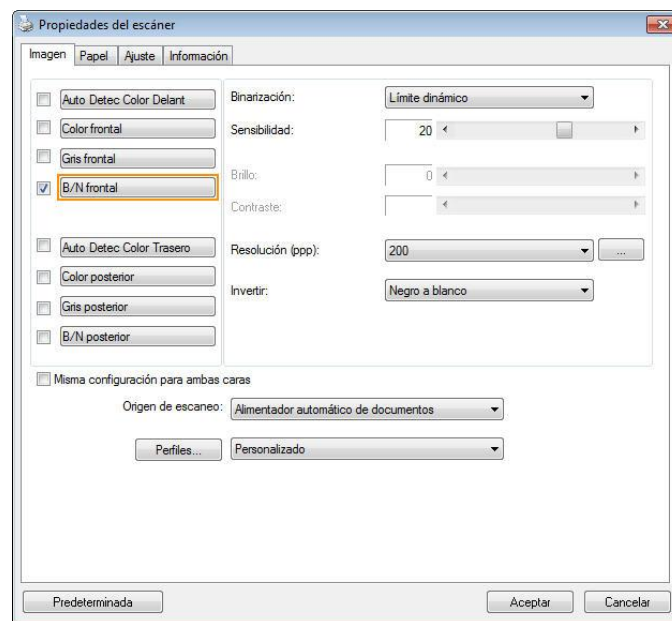 Propiedades del escáner
Imagen Papel Ajuste Información
Auto Detec Color Delant
Color frontal
Gris frontal
B/N frontal
Auto Detec Color Trasero
Color posterior
Gris posterior
B/N posterior
Binarización: Límite dinámico
Sensibilidad: 20
Brillo: 0
Contraste:
Resolución (ppp): 200 ...
Invertir: Negro a blanco
Misma configuración para ambas caras
Origen de escaneo: Alimentador automático de documentos
Perfiles... Personalizado
Predeterminada Aceptar Cancelar